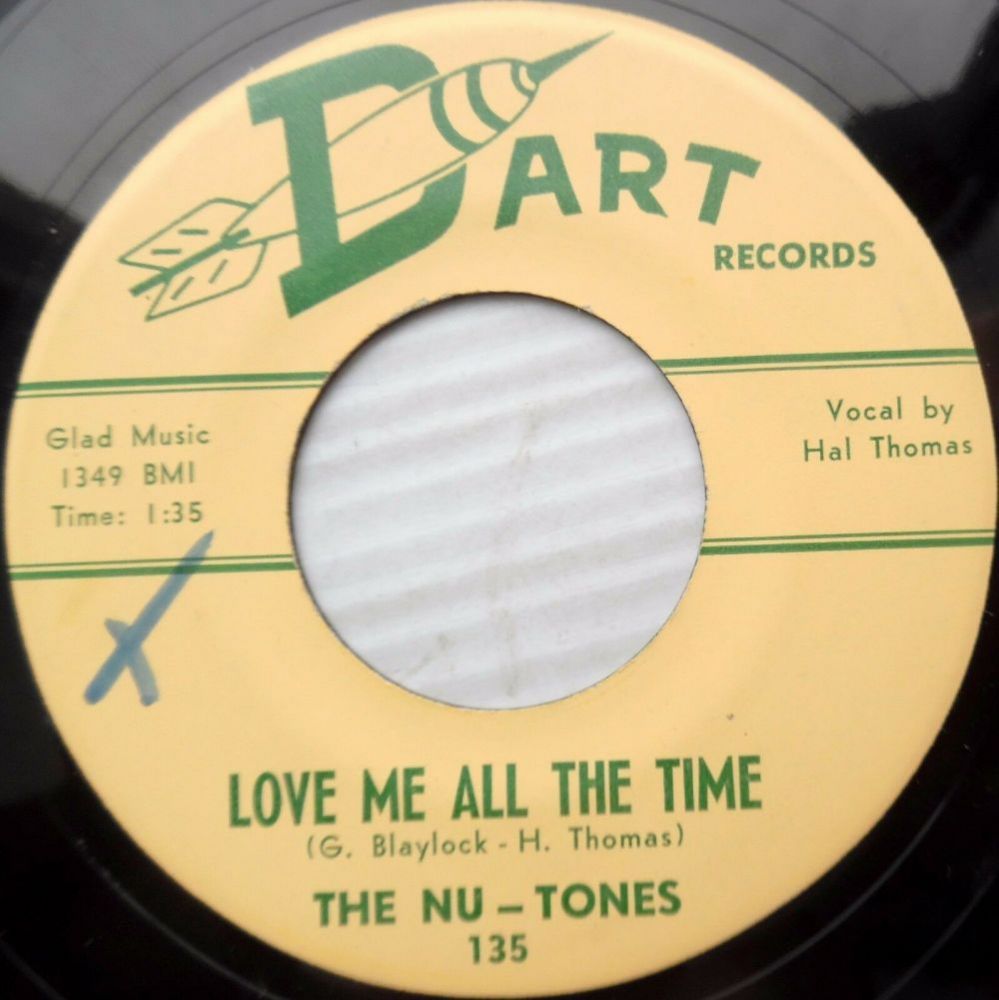 DART
RECORDS
Glad Music
1349 BMI
Time: 1:35
Vocal by
Hal Thomas
LOVE ME ALL THE TIME
(G. Blaylock - H. Thomas)
THE NU - TONES
135